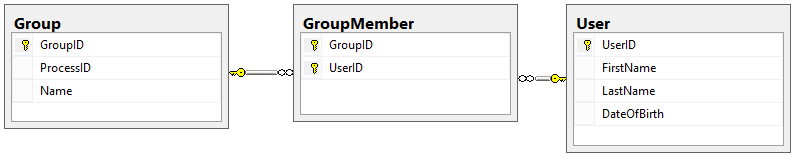 Group
GroupID
ProcessID
Name
GroupMember
GroupID
UserID
User
UserID
FirstName
LastName
DateOfBirth